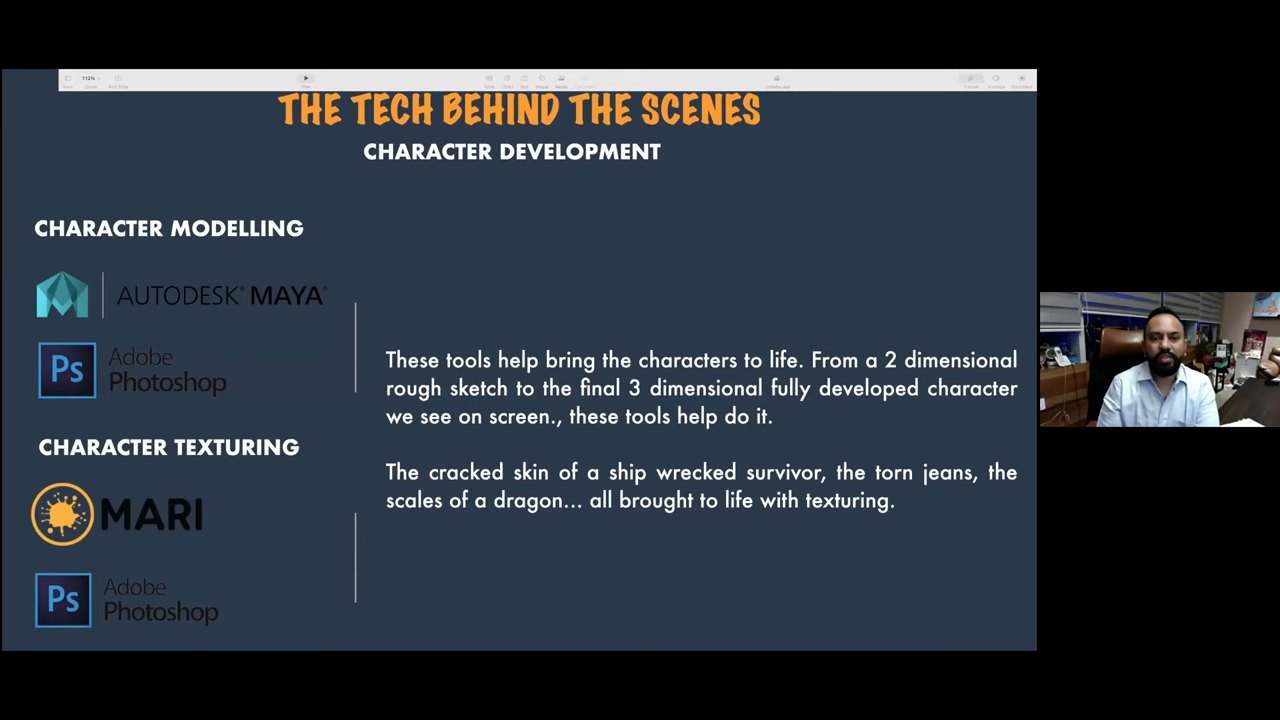 112%
THE TECH BEHIND THE SCENES
CHARACTER DEVELOPMENT
CHARACTER MODELLING
AUTODESK® MAYA®
Ps Adobe
Photoshop
These tools help bring the characters to life. From a 2 dimensional
rough sketch to the final 3 dimensional fully developed character
we see on screen., these tools help do it.
CHARACTER TEXTURING
The cracked skin of a ship wrecked survivor, the torn jeans, the
scales of a dragon... all brought to life with texturing.
MARI
Ps Adobe
Photoshop